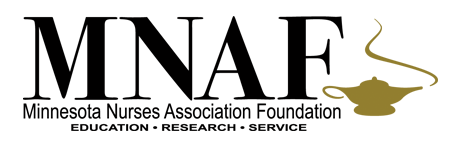 MNAF
Minnesota Nurses Association Foundation
EDUCATION • RESEARCH • SERVICE